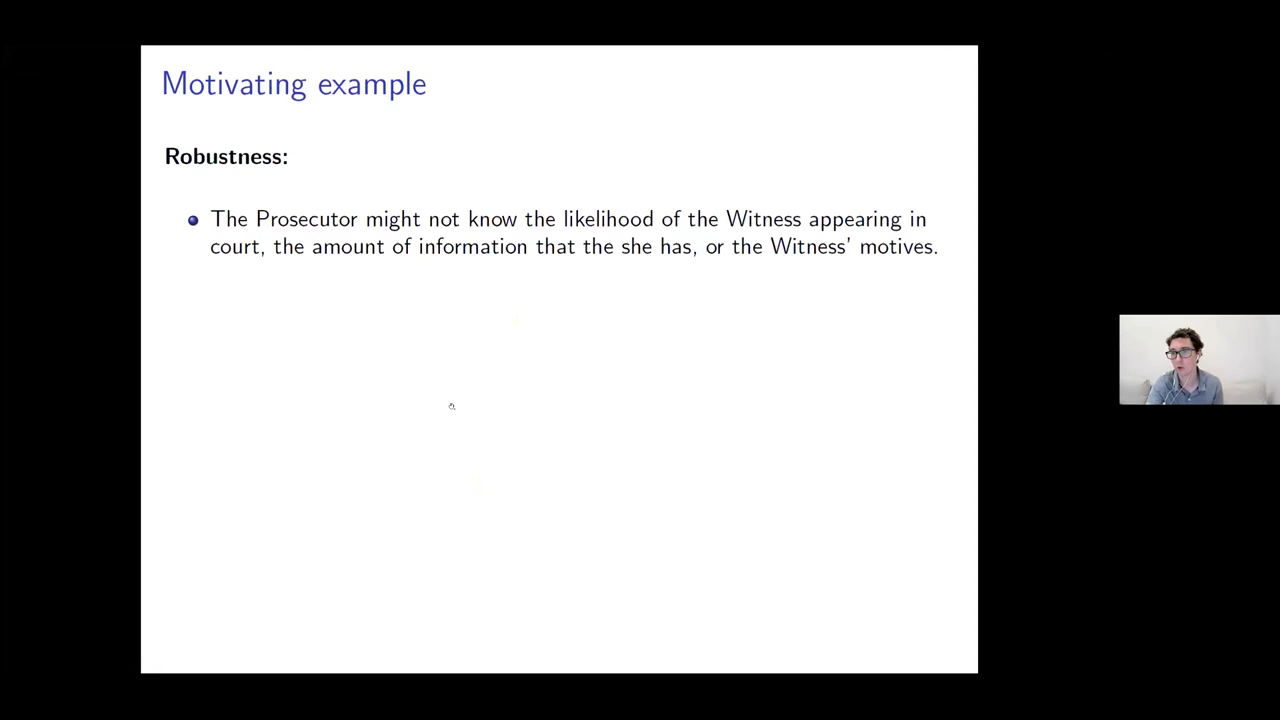 Motivating example
Robustness:
The Prosecutor might not know the likelihood of the Witness appearing in
court, the amount of information that the she has, or the Witness' motives.